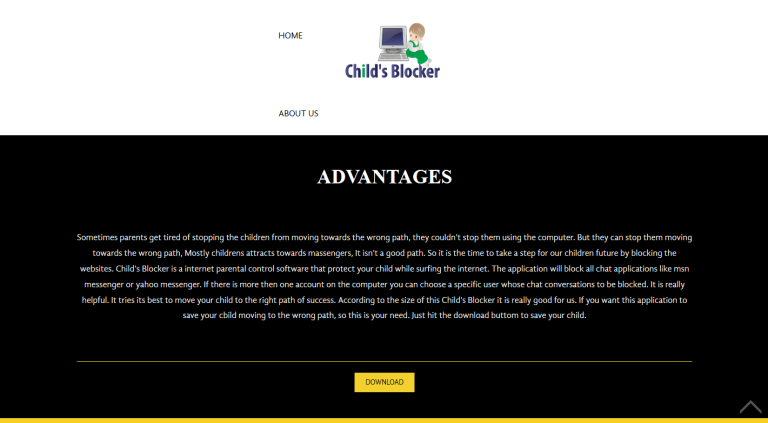 HOME
Child's Blocker
ABOUT US
ADVANTAGES
Sometimes parents get tired of stopping the children from moving towards the wrong path, they couldn't stop them using the computer. But they can stop them moving
towards the wrong path, Mostly childrens attracts towards massengers, It isn't a good path. So it is the time to take a step for our children future by blocking the
websites. Child's Blocker is a internet parental control software that protect your child while surfing the internet. The application will block all chat applications like msn
messenger or yahoo messenger. If there is more then one account on the computer you can choose a specific user whose chat conversations to be blocked. It is really
helpful. It tries its best to move your child to the right path of success. According to the size of this Child's Blocker it is really good for us. If you want this application to
save your cbild moving to the wrong path, so this is your need. Just hit the download buttom to save your child.
DOWNLOAD